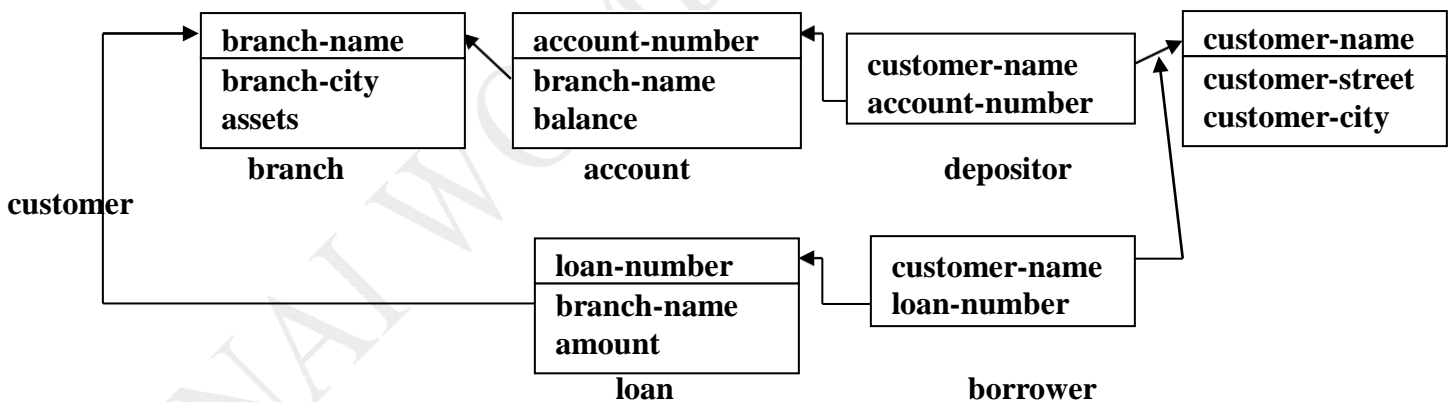 branch-name
branch-city
assets
branch
account-number
branch-name
balance
account
customer-name
account-number
depositor
customer-name
customer-street
customer-city
customer
loan-number
branch-name
amount
loan
customer-name
loan-number
borrower